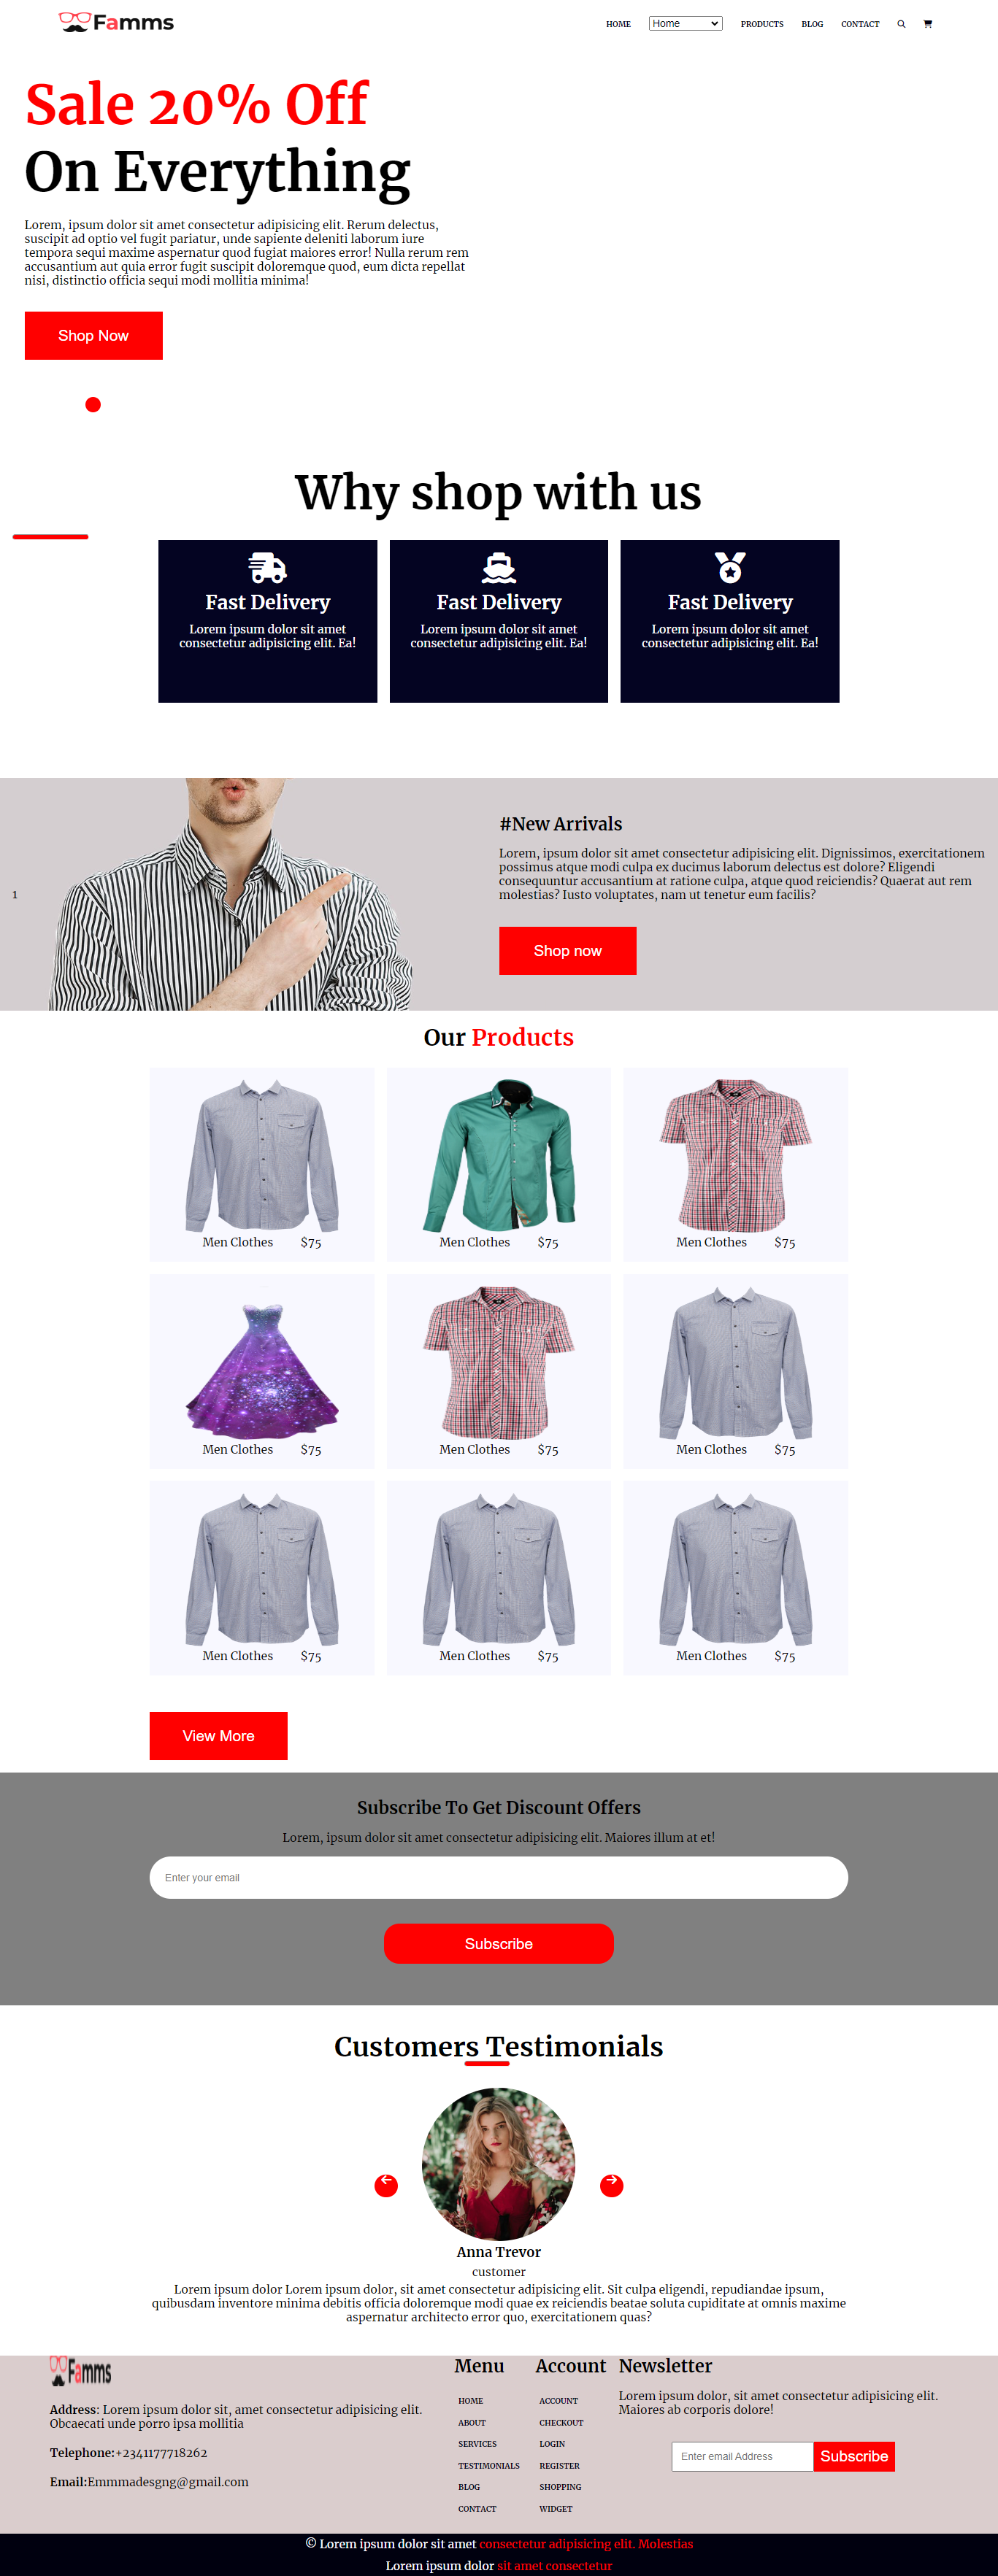 Famms
HOME Home PRODUCTS BLOG CONTACT
Sale 20% Off
On Everything
Lorem, ipsum dolor sit amet consectetur adipisicing elit. Rerum delectus,
suscipit ad optio vel fugit pariatur, unde sapiente deleniti laborum iure
tempora sequi maxime aspernatur quod fugiat maiores error! Nulla rerum rem
accusantium aut quia error fugit suscipit doloremque quod, eum dicta repellat
nisi, distinctio officia sequi modi mollitia minima!
Shop Now
Why shop with us
Fast Delivery
Lorem ipsum dolor sit amet
consectetur adipisicing elit. Ea!
Fast Delivery
Lorem ipsum dolor sit amet
consectetur adipisicing elit. Ea!
Fast Delivery
Lorem ipsum dolor sit amet
consectetur adipisicing elit. Ea!
1
#New Arrivals
Lorem, ipsum dolor sit amet consectetur adipisicing elit. Dignissimos, exercitationem
possimus atque modi culpa ex ducimus laborum delectus est dolore? Eligendi
consequuntur accusantium at ratione culpa, atque quod reiciendis? Quaerat aut rem
molestias? Iusto voluptates, nam ut tenetur eum facilis?
Shop now
Our Products
Men Clothes $75
Men Clothes $75
Men Clothes $75
Men Clothes $75
Men Clothes $75
Men Clothes $75
Men Clothes $75
Men Clothes $75
Men Clothes $75
View More
Subscribe To Get Discount Offers
Lorem, ipsum dolor sit amet consectetur adipisicing elit. Maiores illum at et!
Enter your email
Subscribe
Customers Testimonials
Anna Trevor
customer
Lorem ipsum dolor Lorem ipsum dolor, sit amet consectetur adipisicing elit. Sit culpa eligendi, repudiandae ipsum,
quibusdam inventore minima debitis officia doloremque modi quae ex reiciendis beatae soluta cupiditate at omnis maxime
aspernatur architecto error quo, exercitationem quas?
Famms
Address: Lorem ipsum dolor sit, amet consectetur adipisicing elit.
Obcaecati unde porro ipsa mollitia
Telephone:+2341177718262
Email:Emmmadesgng@gmail.com
Menu
HOME
ABOUT
SERVICES
TESTIMONIALS
BLOG
CONTACT
Account
ACCOUNT
CHECKOUT
LOGIN
REGISTER
SHOPPING
WIDGET
Newsletter
Lorem ipsum dolor, sit amet consectetur adipisicing elit.
Maiores ab corporis dolore!
Enter email Address Subscribe
© Lorem ipsum dolor sit amet consectetur adipisicing elit. Molestias
Lorem ipsum dolor sit amet consectetur